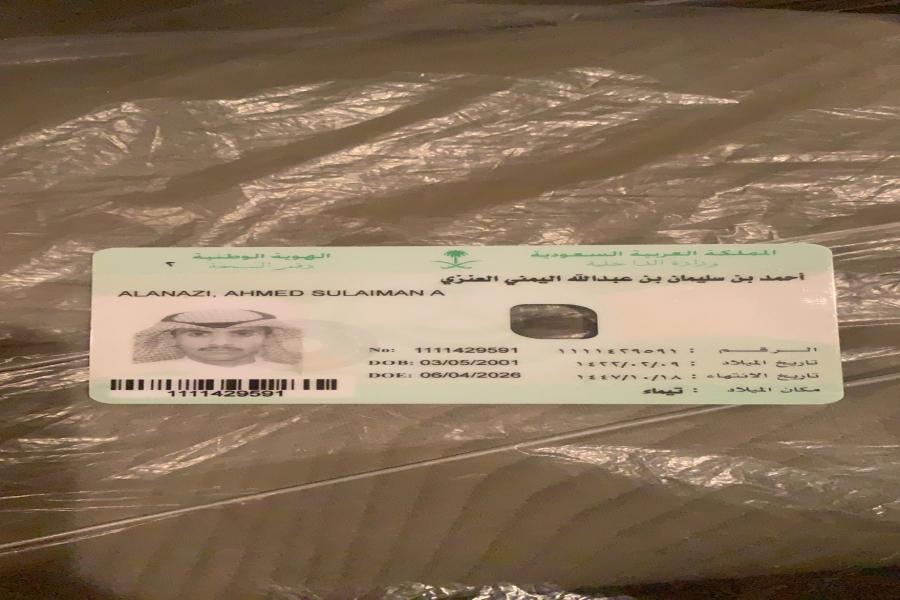 المملكة العربية السعودية
وزارة الداخلية
الهوية الوطنية
رقم النسخة ٢
أحمد بن سليمان بن عبدالله اليمني العنزي
ALANAZI, AHMED SULAIMAN A
الرقم : ١١١١٤٢٩٥٩١
No: 1111429591
تاريخ الميلاد : ١٤٢٢/٠٢/٠٩
DOB: 03/05/2001
تاريخ الانتهاء : ١٤٤٧/١٠/١٨
DOE: 06/04/2026
مكان الميلاد : تيماء
1111429591